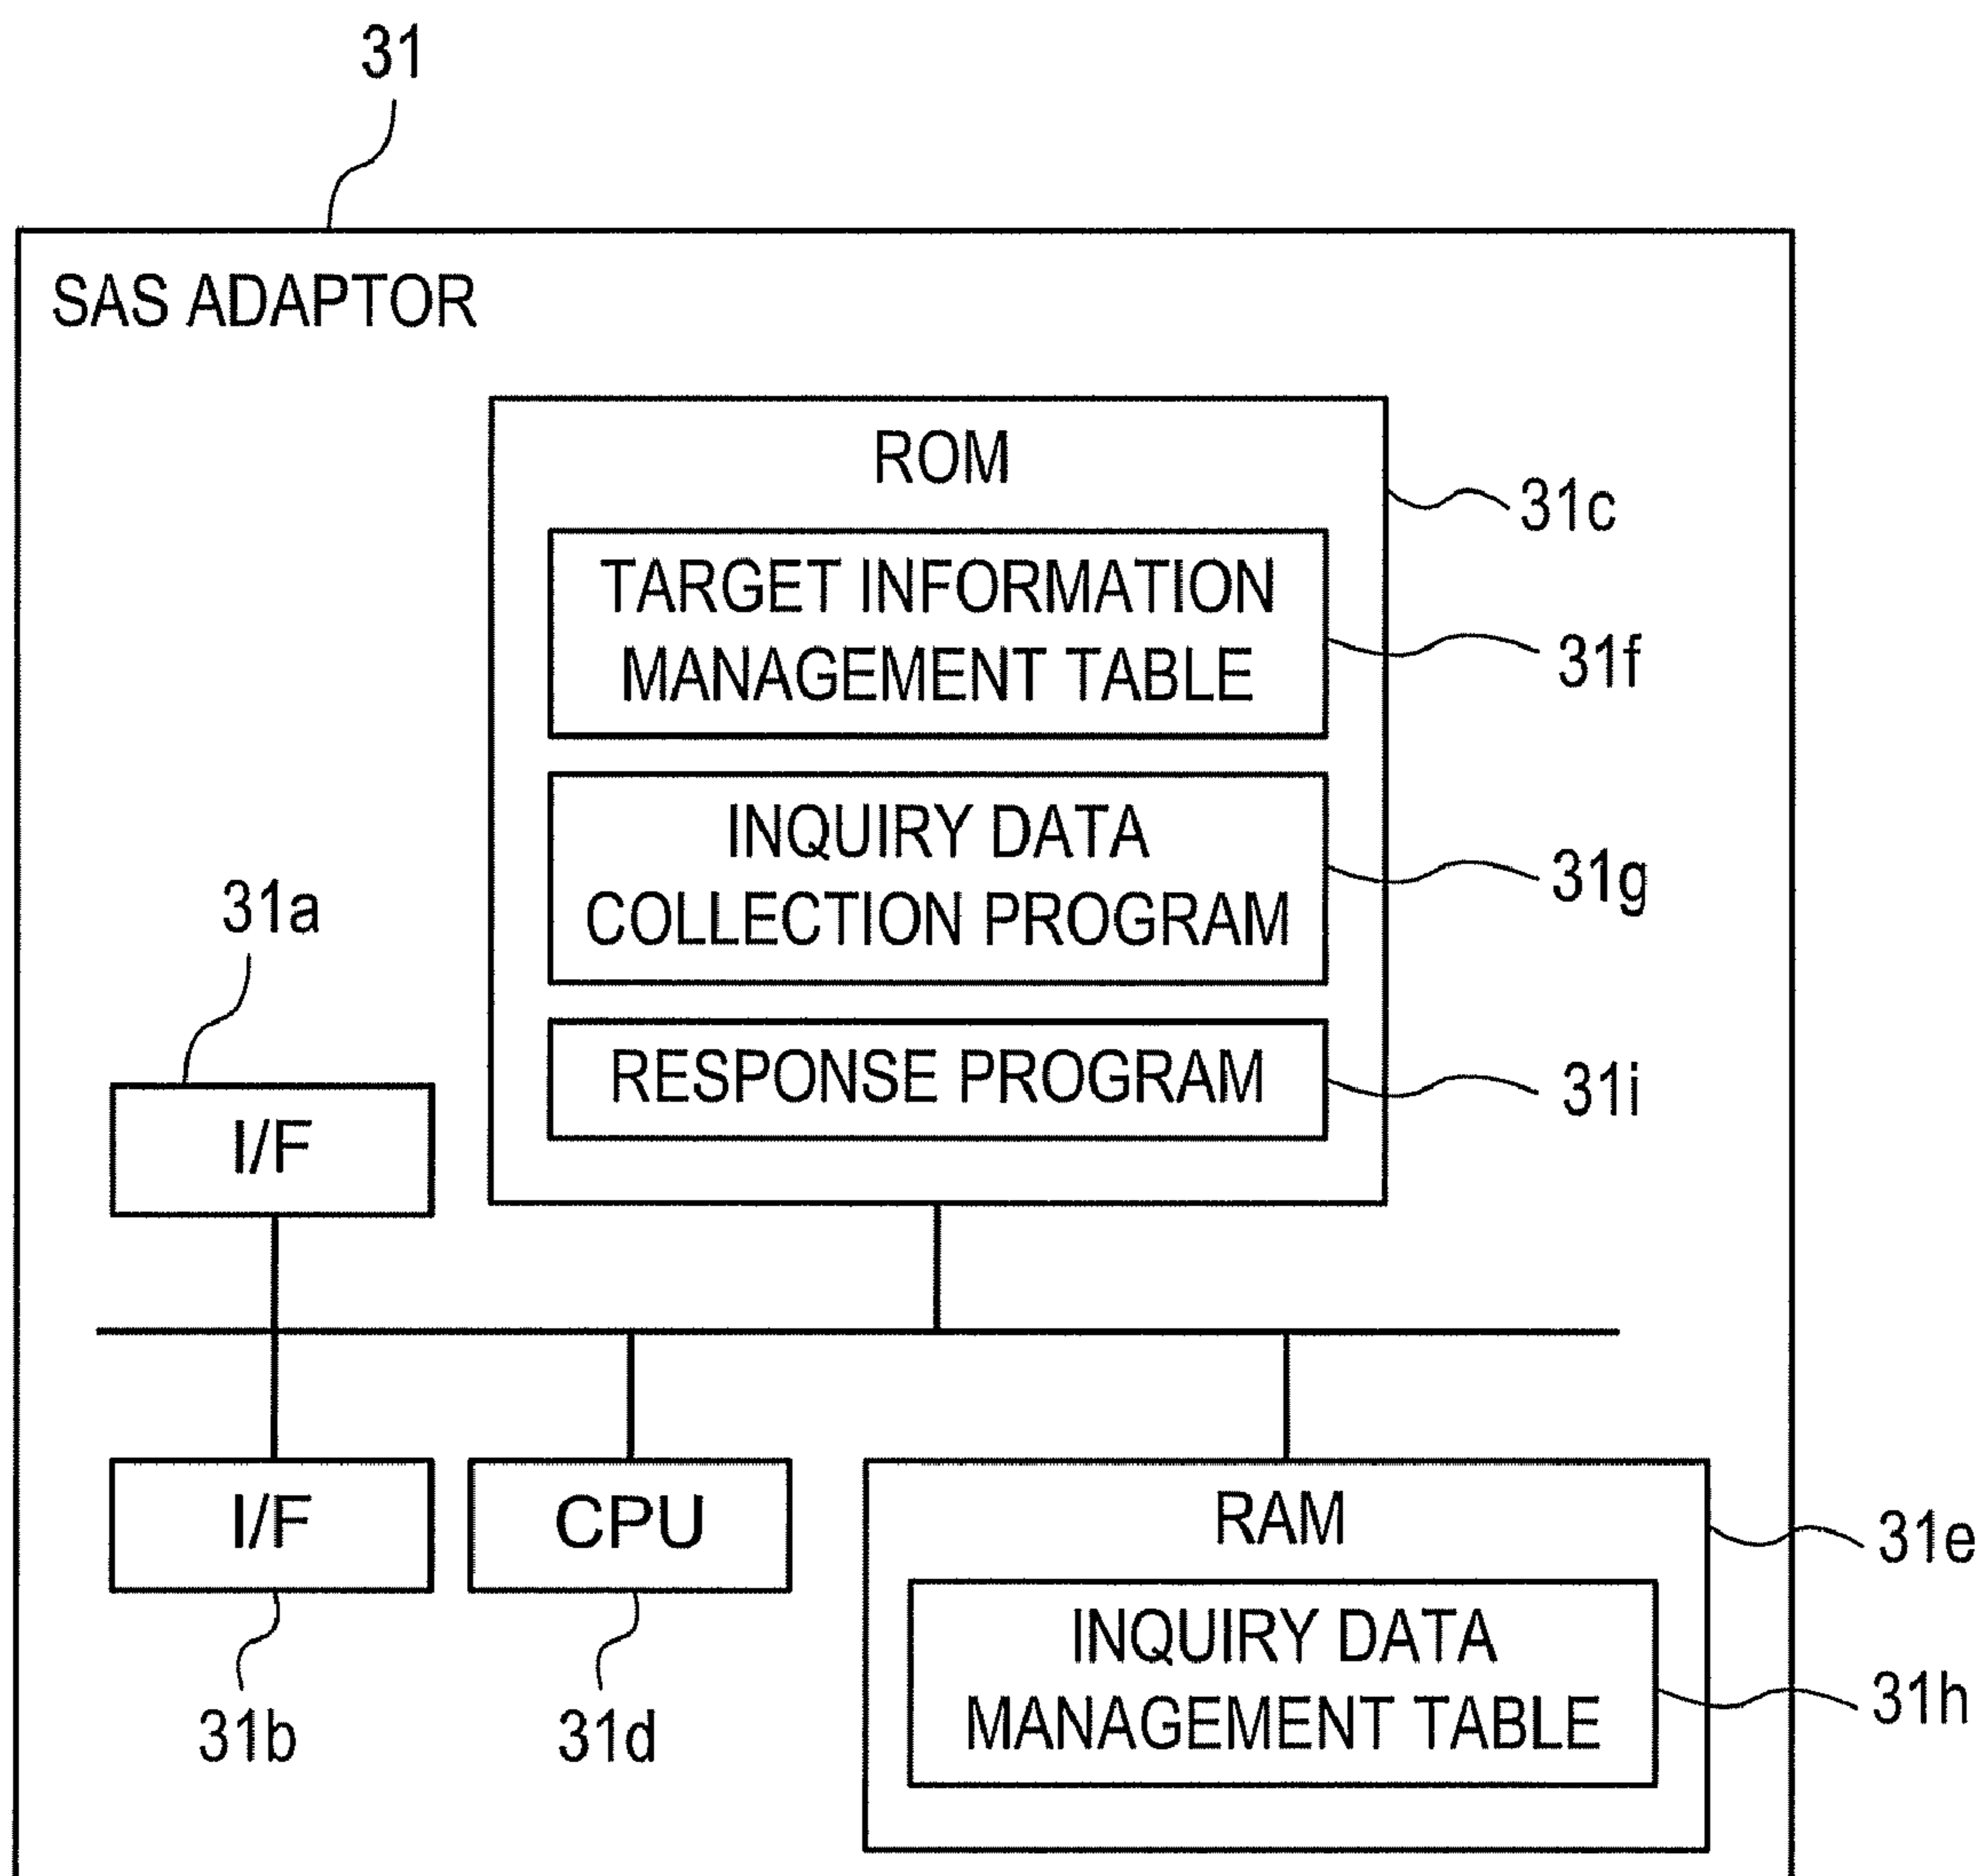 31
SAS ADAPTOR
ROM
31c
TARGET INFORMATION
MANAGEMENT TABLE
31f
INQUIRY DATA
COLLECTION PROGRAM
31g
RESPONSE PROGRAM
31i
31a
I/F
I/F
31b
CPU
31d
RAM
31e
INQUIRY DATA
MANAGEMENT TABLE
31h